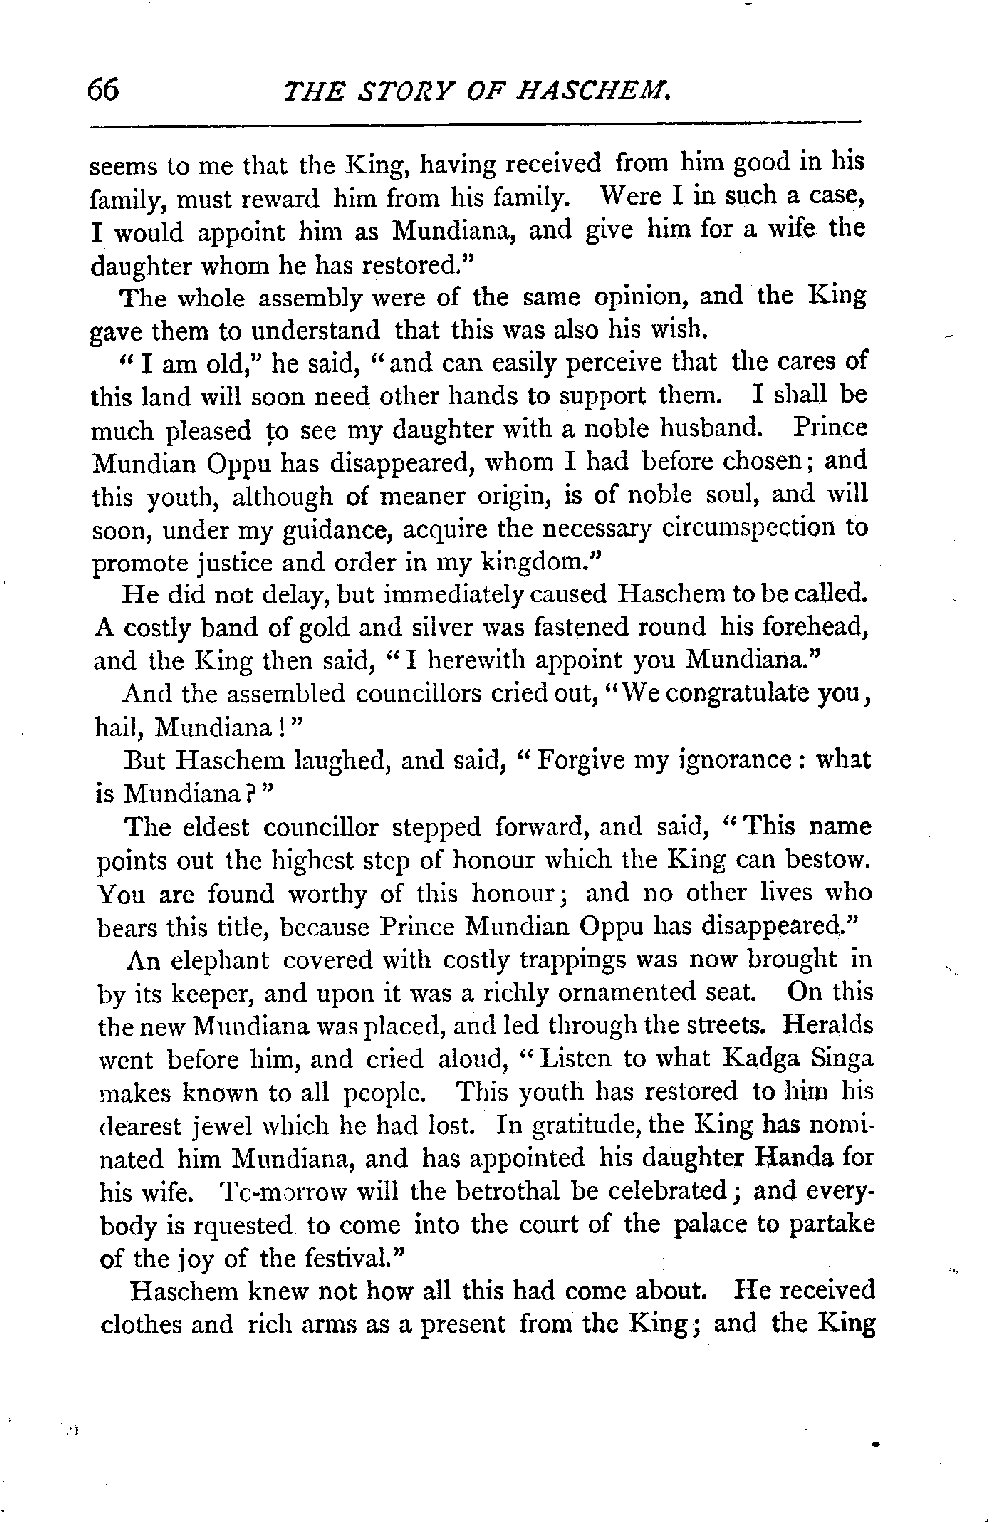 66 THE STORY OF HASCHEM.
seems to me that the King, having received from him good in his
family, must reward him from his family. Were I in such a case,
I would appoint him as Mundiana, and give him for a wife the
daughter whom he has restored."
The whole assembly were of the same opinion, and the King
gave them to understand that this was also his wish.
"I am old," he said, "and can easily perceive that the cares of
this land will soon need other hands to support them. I shall be
much pleased to see my daughter with a noble husband. Prince
Mundian Oppu has disappeared, whom I had before chosen; and
this youth, although of meaner origin, is of noble soul, and will
soon, under my guidance, acquire the necessary circumspection to
promote justice and order in my kingdom."
He did not delay, but immediately caused Haschem to be called.
A costly band of gold and silver was fastened round his forehead,
and the King then said, "I herewith appoint you Mundiana."
And the assembled councillors cried out, "We congratulate you,
hail, Mundiana!"
But Haschem laughed, and said, "Forgive my ignorance: what
is Mundiana?"
The eldest councillor stepped forward, and said, "This name
points out the highest step of honour which the King can bestow.
You are found worthy of this honour; and no other lives who
bears this title, because Prince Mundian Oppu has disappeared."
An elephant covered with costly trappings was now brought in
by its keeper, and upon it was a richly ornamented seat. On this
the new Mundiana was placed, and led through the streets. Heralds
went before him, and cried aloud, "Listen to what Kadga Singa
makes known to all people. This youth has restored to him his
dearest jewel which he had lost. In gratitude, the King has nomi-
nated him Mundiana, and has appointed his daughter Handa for
his wife. To-morrow will the betrothal be celebrated; and every-
body is rquested to come into the court of the palace to partake
of the joy of the festival."
Haschem knew not how all this had come about. He received
clothes and rich arms as a present from the King; and the King